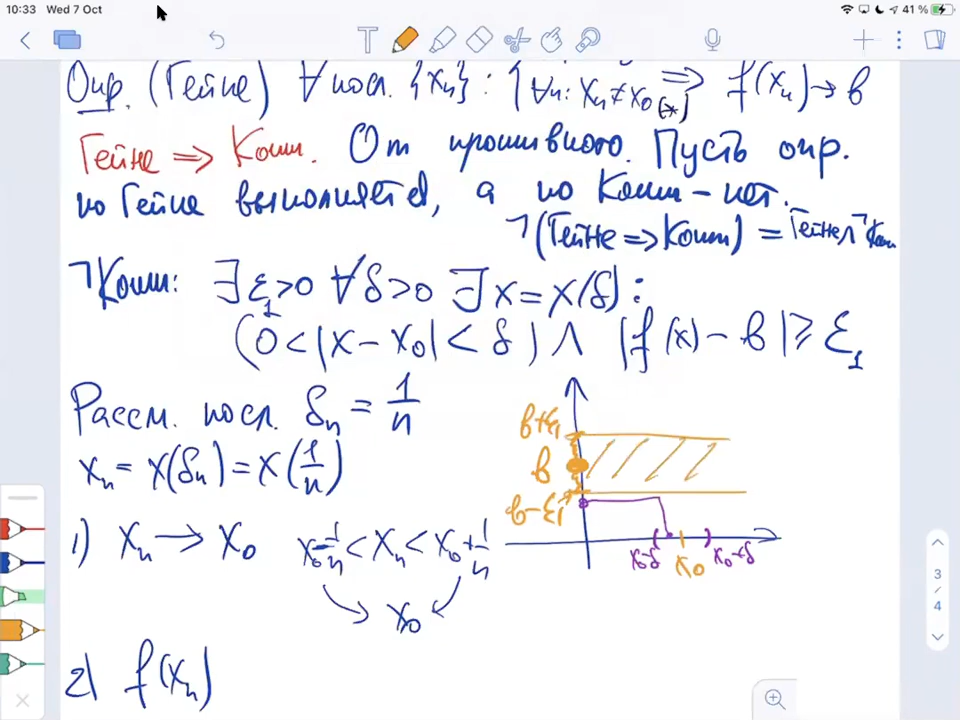 10:33 Wed 7 Oct
41 %
Опр. (Гейне) ∀ посл. {xₙ} : { ∀n: xₙ ≠ x₀ (*) ⇒ f(xₙ) → b
Гейне ⇒ Коши. От противного. Пусть опр.
по Гейне выполняется, а по Коши – нет.
¬(Гейне ⇒ Коши) = Гейне ∧ ¬Коши
¬Коши: ∃ ε₁>0 ∀δ>0 ∃ x = x(δ):
(0 < |x – x₀| < δ) ∧ |f(x) – b| ≥ ε₁
Рассм. посл. δₙ = 1/n
xₙ = x(δₙ) = x(1/n)
b+ε₁
b
b–ε₁
x₀-δ
x₀
x₀+δ
1) xₙ → x₀ x₀-1/n < xₙ < x₀+1/n
x₀
2) f(xₙ)
3 / 4